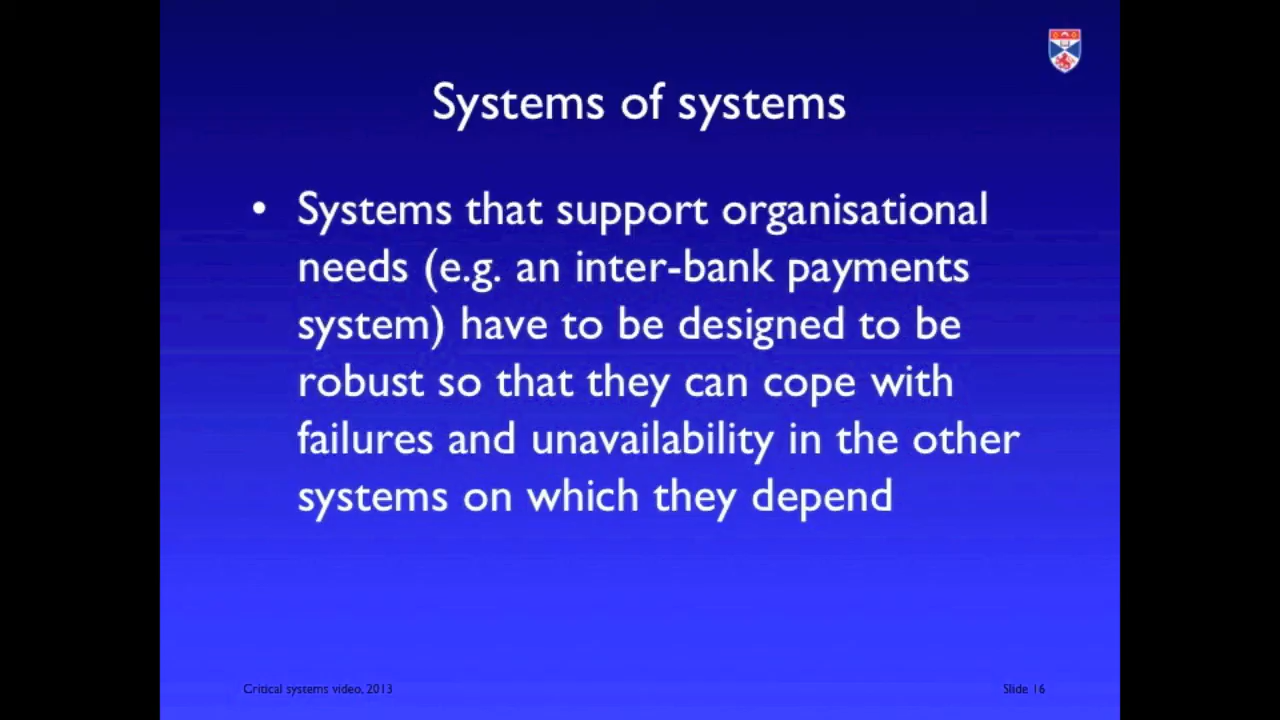 Systems of systems
• Systems that support organisational
needs (e.g. an inter-bank payments
system) have to be designed to be
robust so that they can cope with
failures and unavailability in the other
systems on which they depend
Critical systems video, 2013
Slide 16